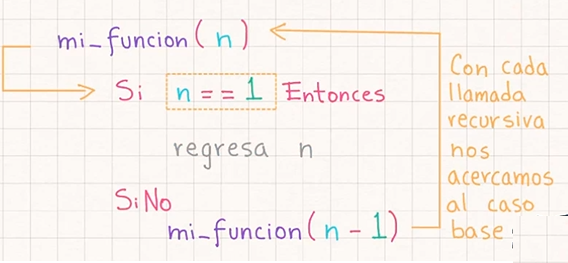 mi_funcion(n)
Si n == 1 Entonces
regresa n
SiNo
mi_funcion(n - 1)
Con cada
llamada
recursiva
nos
acercamos
al caso
base